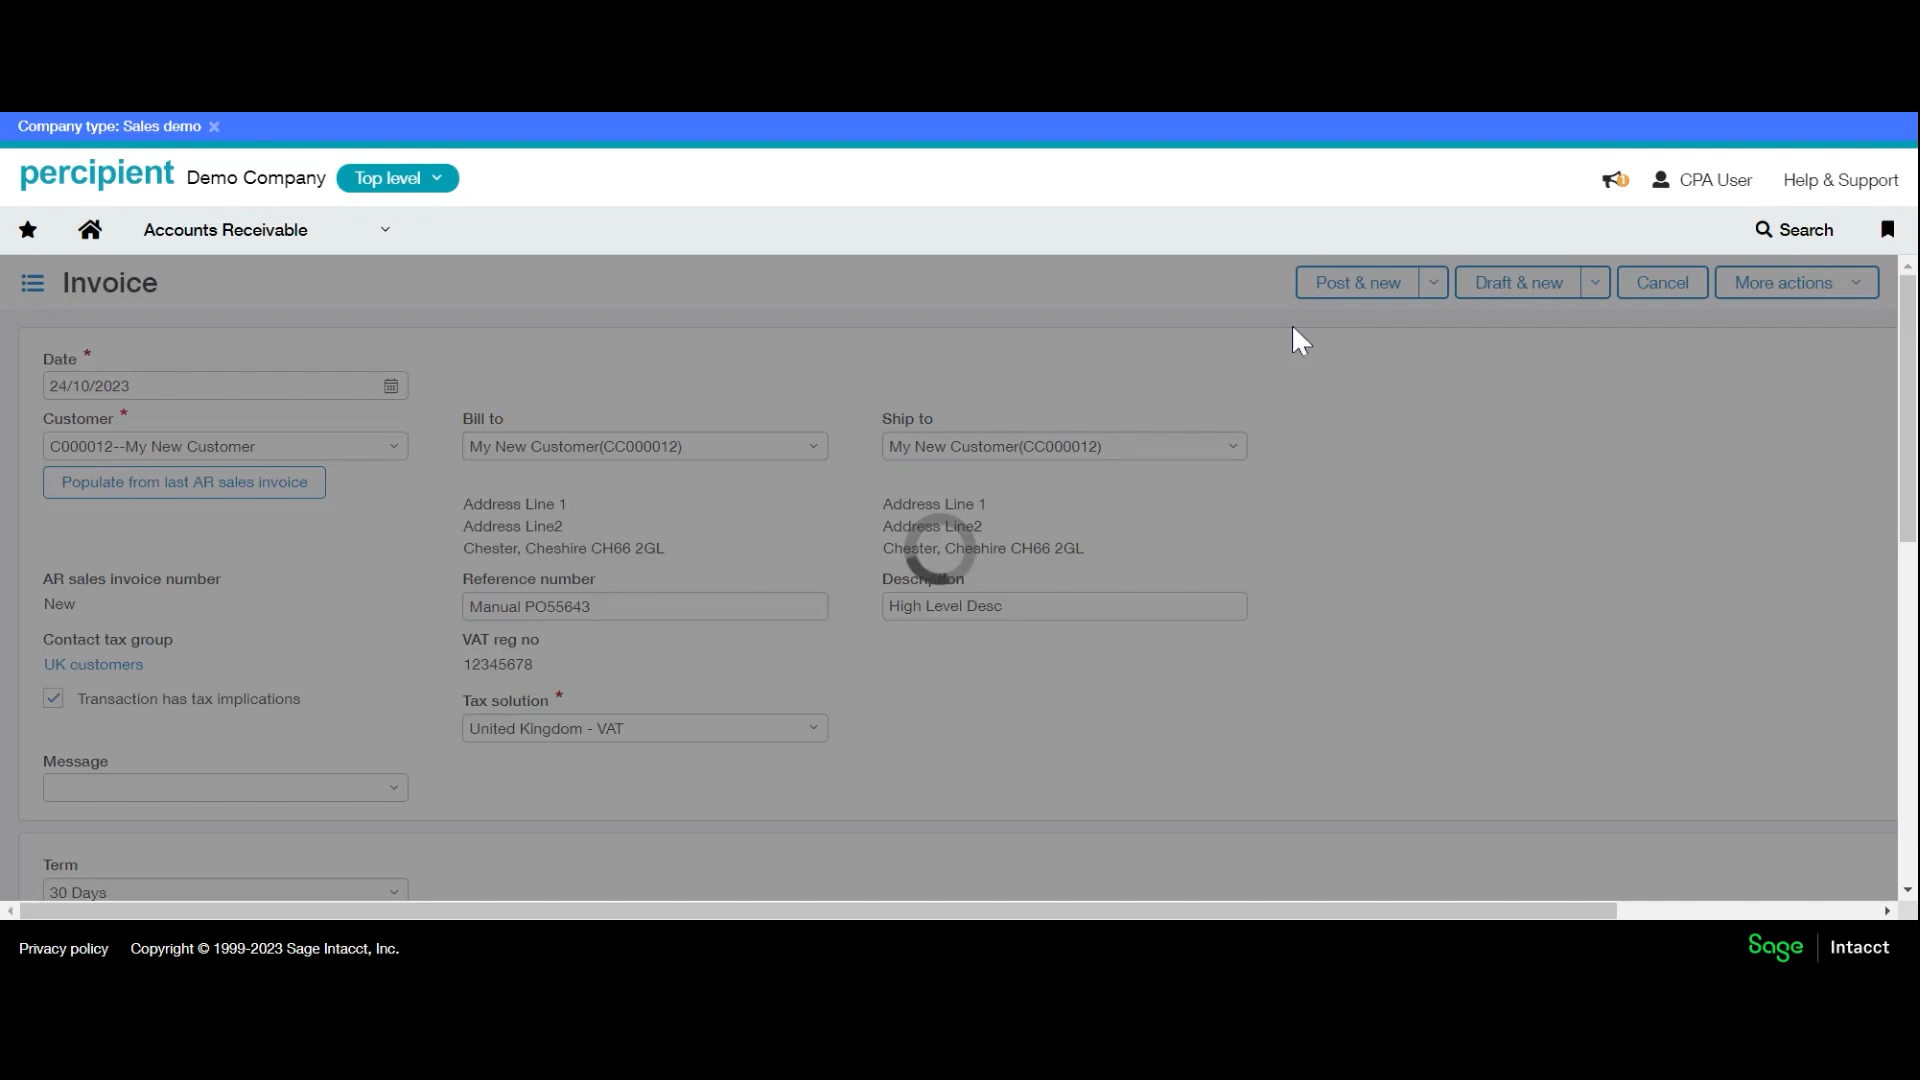 Company type: Sales demo
percipient Demo Company Top level
1 CPA User Help & Support
Accounts Receivable Search
Invoice Post & new Draft & new Cancel More actions
Date *
24/10/2023
Customer * Bill to Ship to
C000012--My New Customer My New Customer(CC000012) My New Customer(CC000012)
Populate from last AR sales invoice
Address Line 1 Address Line 1
Address Line2 Address Line2
Chester, Cheshire CH66 2GL Chester, Cheshire CH66 2GL
AR sales invoice number Reference number Description
New Manual PO55643 High Level Desc
Contact tax group VAT reg no
UK customers 12345678
Transaction has tax implications Tax solution *
United Kingdom - VAT
Message
Term
30 Days
Privacy policy Copyright © 1999-2023 Sage Intacct, Inc. Sage Intacct